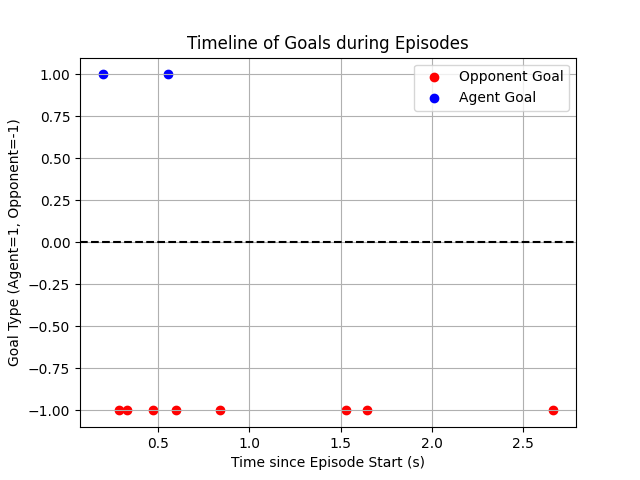 Timeline of Goals during Episodes
Opponent Goal
Agent Goal
Goal Type (Agent=1, Opponent=-1)
1.00
0.75
0.50
0.25
0.00
−0.25
−0.50
−0.75
−1.00
0.5 1.0 1.5 2.0 2.5
Time since Episode Start (s)